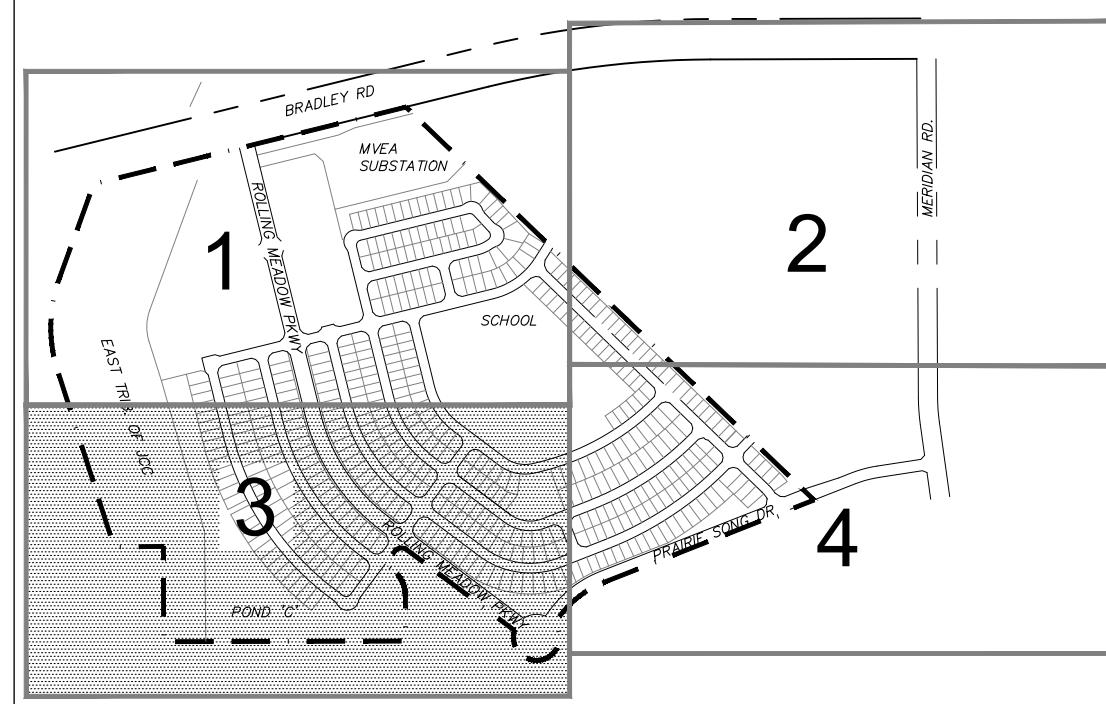 BRADLEY RD
MVEA
SUBSTATION
MERIDIAN RD.
ROLLING MEADOW PKWY
1
2
SCHOOL
EAST TRIB. OF JCC
3
ROLLING MEADOW PKWY
4
PRAIRIE SONG DR.
POND 'C'